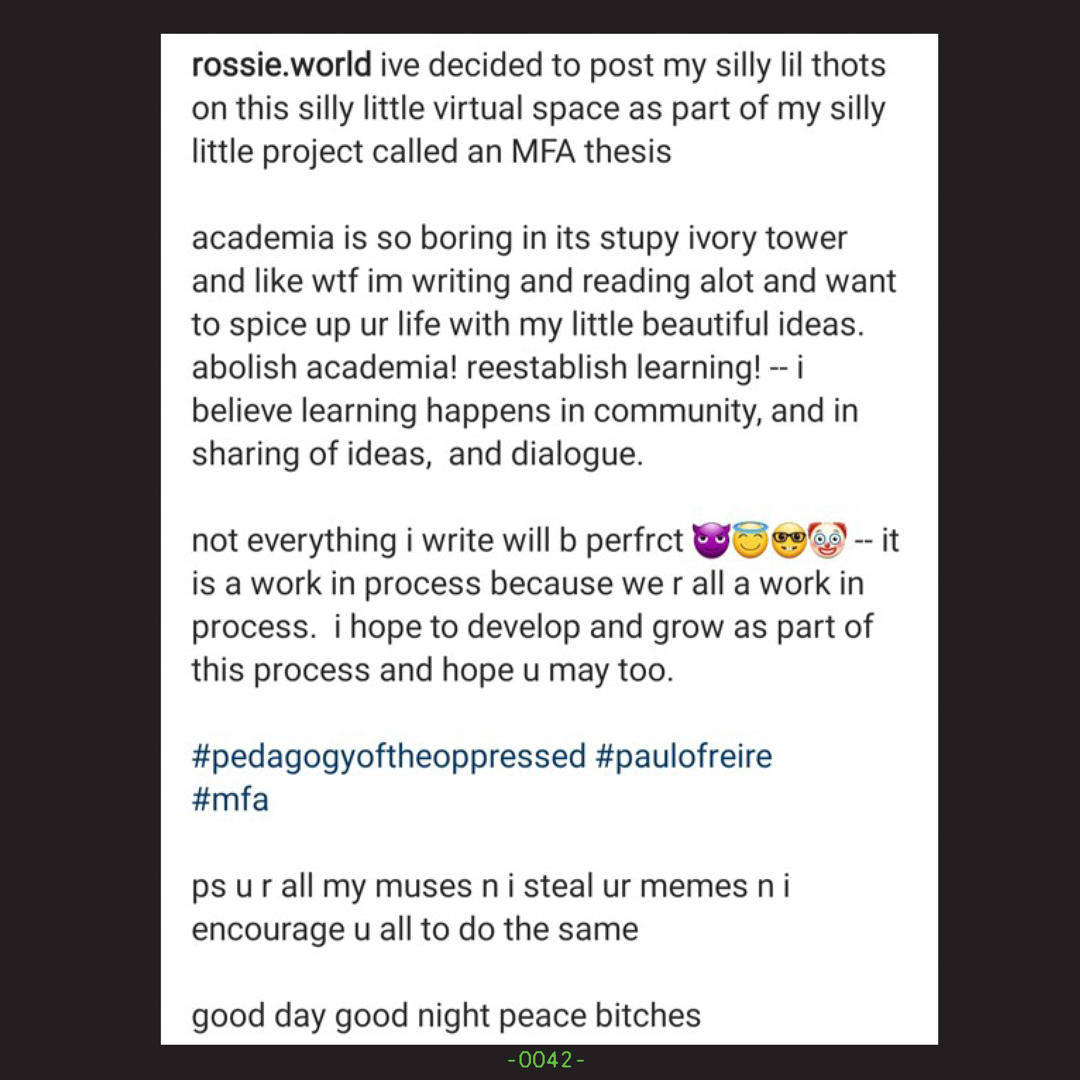 rossie.world ive decided to post my silly lil thots
on this silly little virtual space as part of my silly
little project called an MFA thesis
academia is so boring in its stupy ivory tower
and like wtf im writing and reading alot and want
to spice up ur life with my little beautiful ideas.
abolish academia! reestablish learning! -- i
believe learning happens in community, and in
sharing of ideas,  and dialogue.
not everything i write will b perfrct 😈😇🤓🤡 -- it
is a work in process because we r all a work in
process.  i hope to develop and grow as part of
this process and hope u may too.
#pedagogyoftheoppressed #paulofreire
#mfa
ps u r all my muses n i steal ur memes n i
encourage u all to do the same
good day good night peace bitches
-0042-